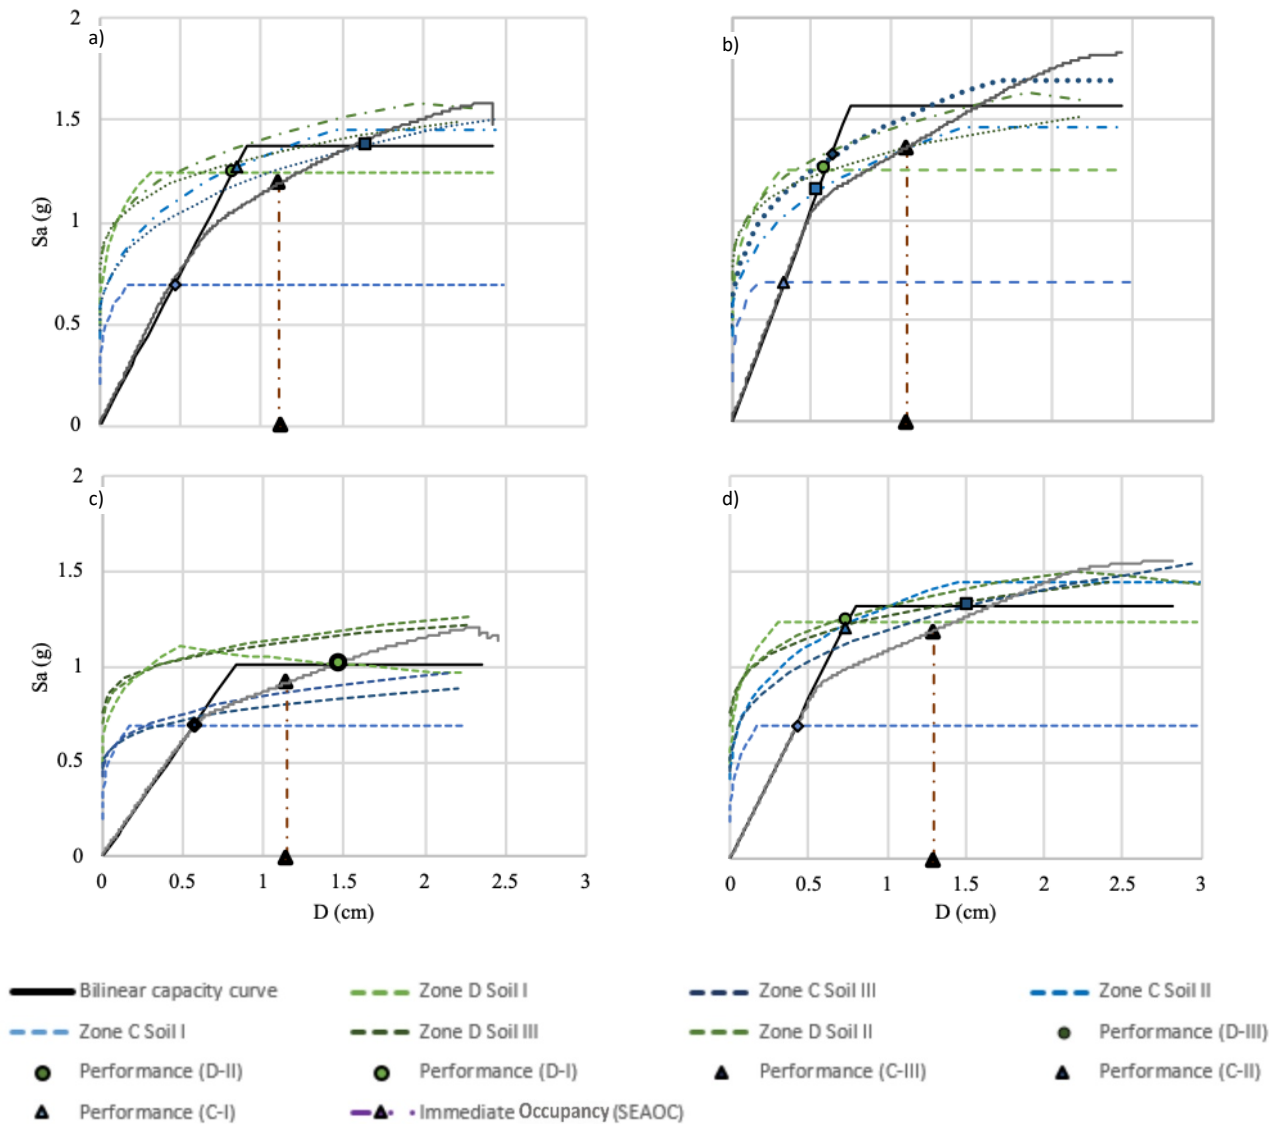 2
a)
b)
1.5
Sa (g)
1
0.5
0
2
c)
d)
1.5
Sa (g)
1
0.5
0
0 0.5 1 1.5 2 2.5 3
0 0.5 1 1.5 2 2.5 3
D (cm)
D (cm)
Bilinear capacity curve
Zone D Soil I
Zone C Soil III
Zone C Soil II
Zone C Soil I
Zone D Soil III
Zone D Soil II
Performance (D-III)
Performance (D-II)
Performance (D-I)
Performance (C-III)
Performance (C-II)
Performance (C-I)
Immediate Occupancy (SEAOC)